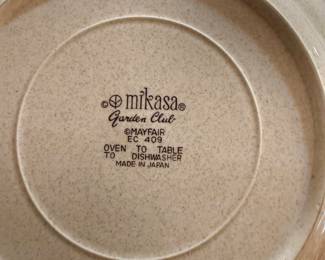 © mikasa ©
Garden Club
© MAYFAIR
EC 409
OVEN TO TABLE
TO DISHWASHER
MADE IN JAPAN